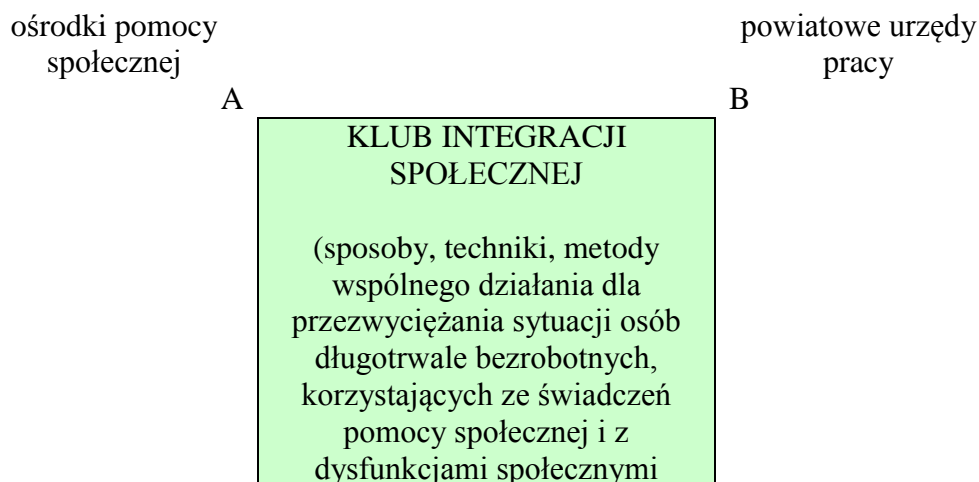 ośrodki pomocy
społecznej
powiatowe urzędy
pracy
A
B
KLUB INTEGRACJI
SPOŁECZNEJ
(sposoby, techniki, metody
wspólnego działania dla
przezwyciężania sytuacji osób
długotrwale bezrobotnych,
korzystających ze świadczeń
pomocy społecznej i z
dysfunkcjami społecznymi